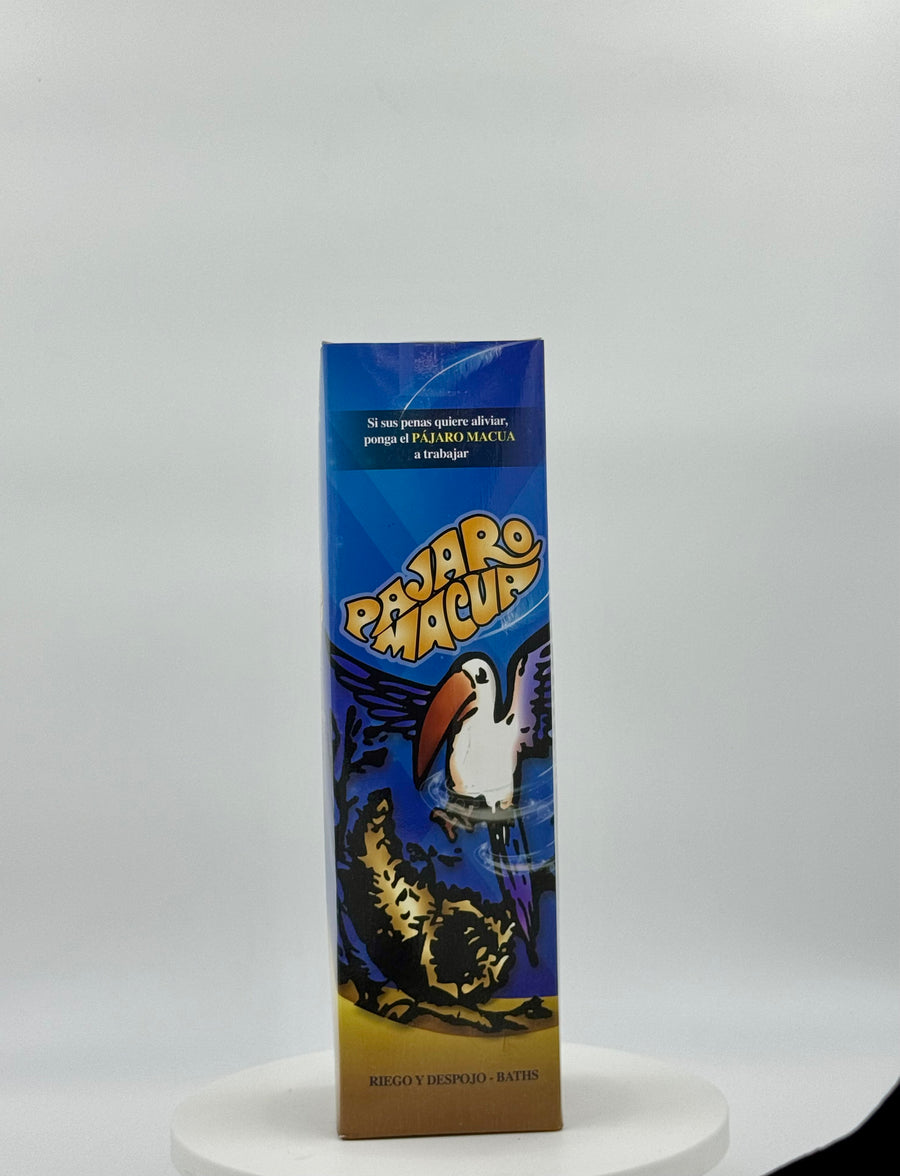 Si sus penas quiere aliviar,
ponga el PÁJARO MACUA
a trabajar
PAJARO
MACUA
RIEGO Y DESPOJO - BATHS